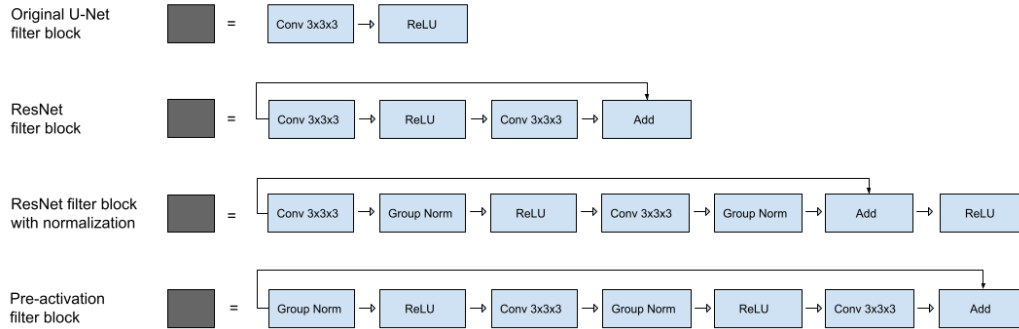 Original U-Net
filter block
=
Conv 3x3x3
ReLU
ResNet
filter block
=
Conv 3x3x3
ReLU
Conv 3x3x3
Add
ResNet filter block
with normalization
=
Conv 3x3x3
Group Norm
ReLU
Conv 3x3x3
Group Norm
Add
ReLU
Pre-activation
filter block
=
Group Norm
ReLU
Conv 3x3x3
Group Norm
ReLU
Conv 3x3x3
Add